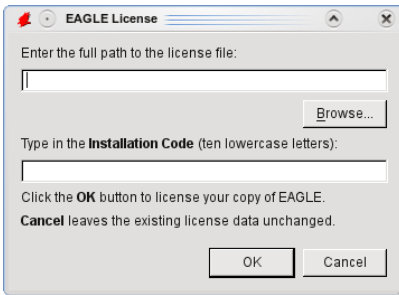 EAGLE License
Enter the full path to the license file:
Browse...
Type in the Installation Code (ten lowercase letters):
Click the OK button to license your copy of EAGLE.
Cancel leaves the existing license data unchanged.
OK Cancel